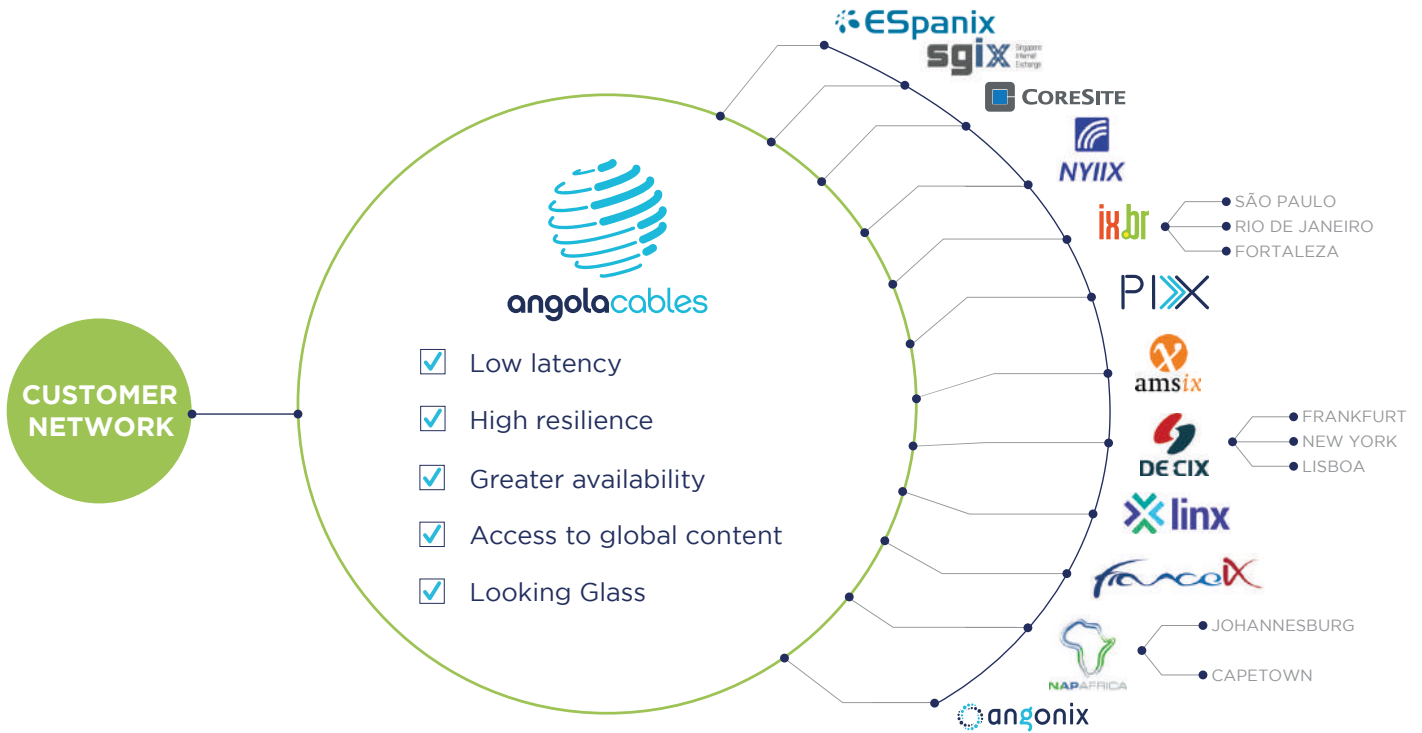 ESpanix
sgix
Singapore
Internet
Exchange
CORESITE
NYIIX
ix.br
SÃO PAULO
RIO DE JANEIRO
FORTALEZA
PIX
angolacables
Low latency
High resilience
Greater availability
Access to global content
Looking Glass
CUSTOMER
NETWORK
amsix
DE CIX
FRANKFURT
NEW YORK
LISBOA
linx
franceix
NAPAFRICA
JOHANNESBURG
CAPETOWN
angonix